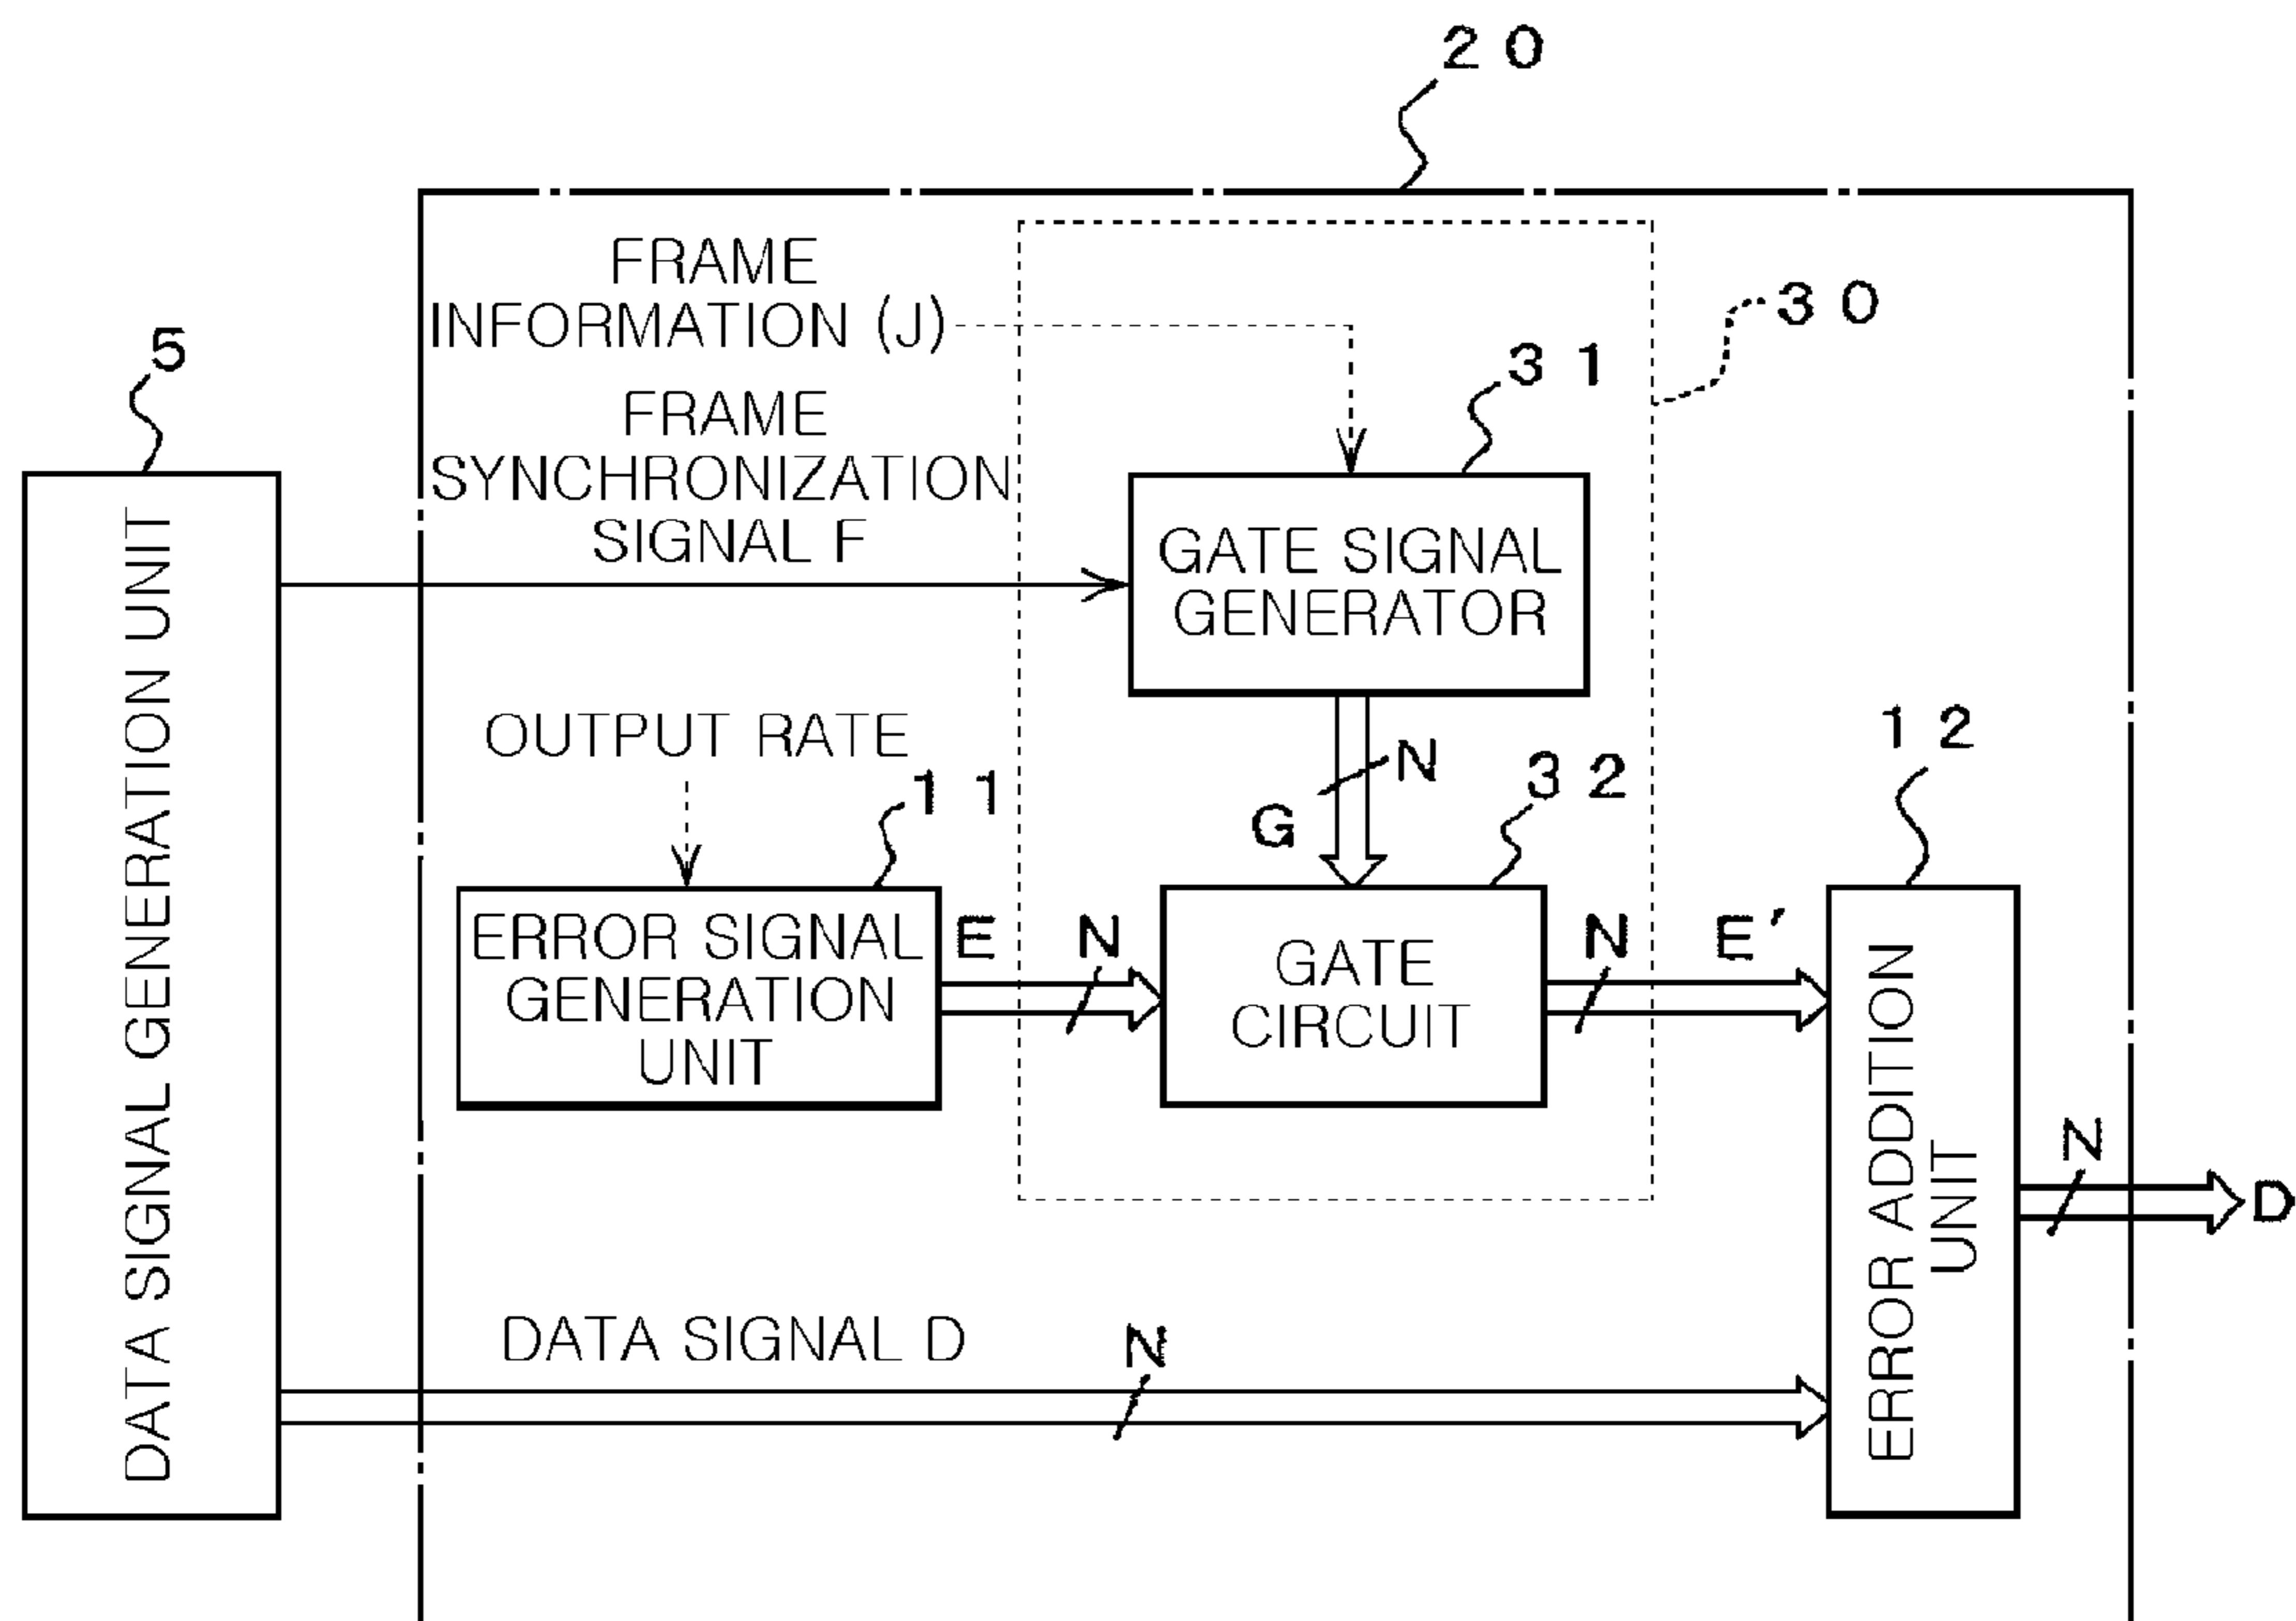 20
FRAME
INFORMATION (J)
30
5
31
FRAME
SYNCHRONIZATION
SIGNAL F
GATE SIGNAL
GENERATOR
DATA SIGNAL GENERATION UNIT
OUTPUT RATE
N
G
11
32
12
ERROR SIGNAL
GENERATION
UNIT
E
N
GATE
CIRCUIT
N
E'
ERROR ADDITION
UNIT
N
D
DATA SIGNAL D
N